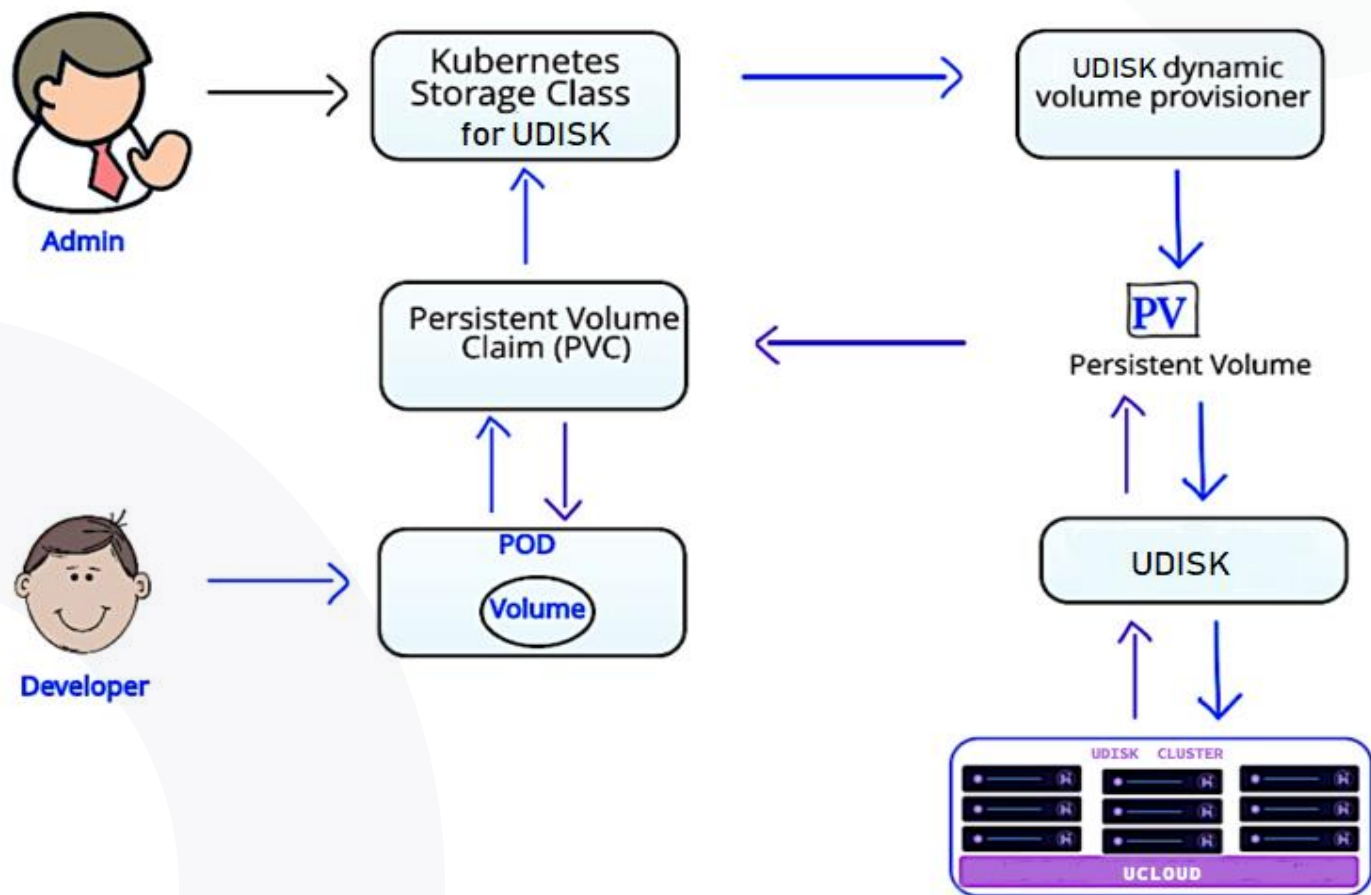 Kubernetes
Storage Class
for UDISK
UDISK dynamic
volume provisioner
Admin
Persistent Volume
Claim (PVC)
PV
Persistent Volume
POD
Volume
UDISK
Developer
UDISK CLUSTER
UCLOUD